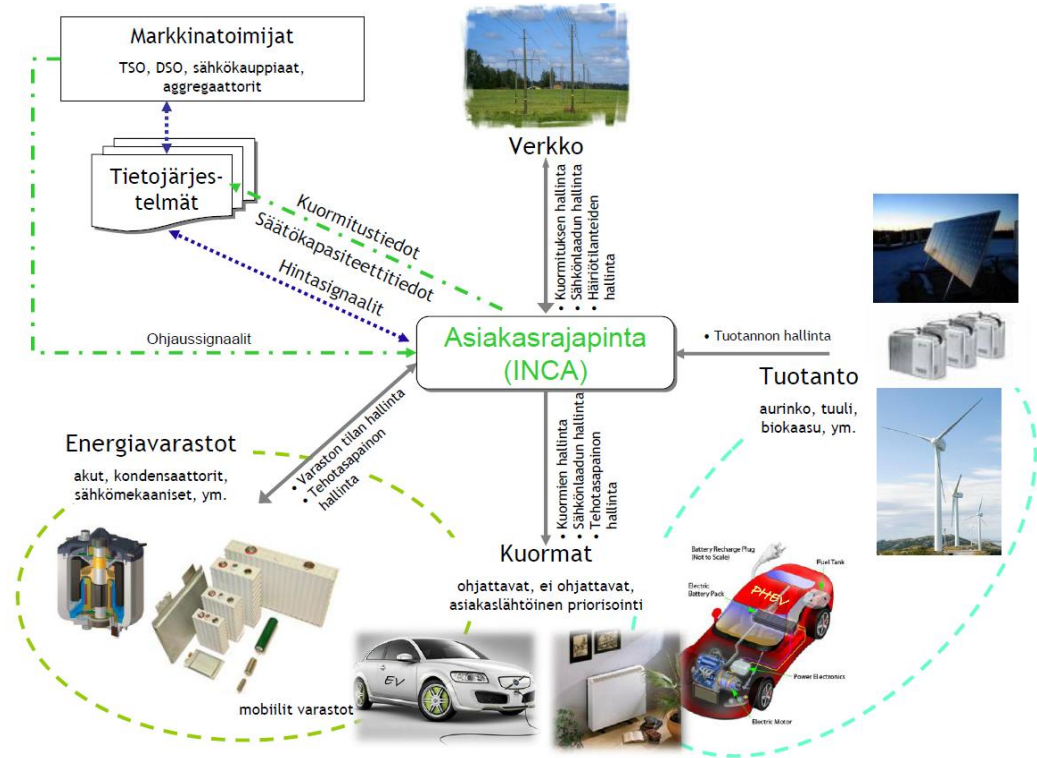 Markkinatoimijat
TSO, DSO, sähkökauppiaat,
aggregaattorit
Tietojärjes-
telmät
Verkko
• Kuormituksen hallinta
• Sähkönlaadun hallinta
• Häiriötilanteiden
hallinta
Kuormitustiedot
Säätökapasiteettitiedot
Hintasignaalit
Ohjaussignaalit
Asiakasrajapinta
(INCA)
• Tuotannon hallinta
Tuotanto
aurinko, tuuli,
biokaasu, ym.
Energiavarastot
akut, kondensaattorit,
sähkömekaaniset, ym.
• Varaston tilan hallinta
• Tehotasapainon
hallinta
• Kuormien hallinta
• Sähkönlaadun hallinta
• Tehotasapainon
hallinta
Kuormat
ohjattavat, ei ohjattavat,
asiakaslähtöinen priorisointi
mobiilit varastot
EV
Battery Recharge Plug
(Not to Scale)
Fuel Tank
Electric
Battery Pack
PHEV
Power Electronics
Electric Motor